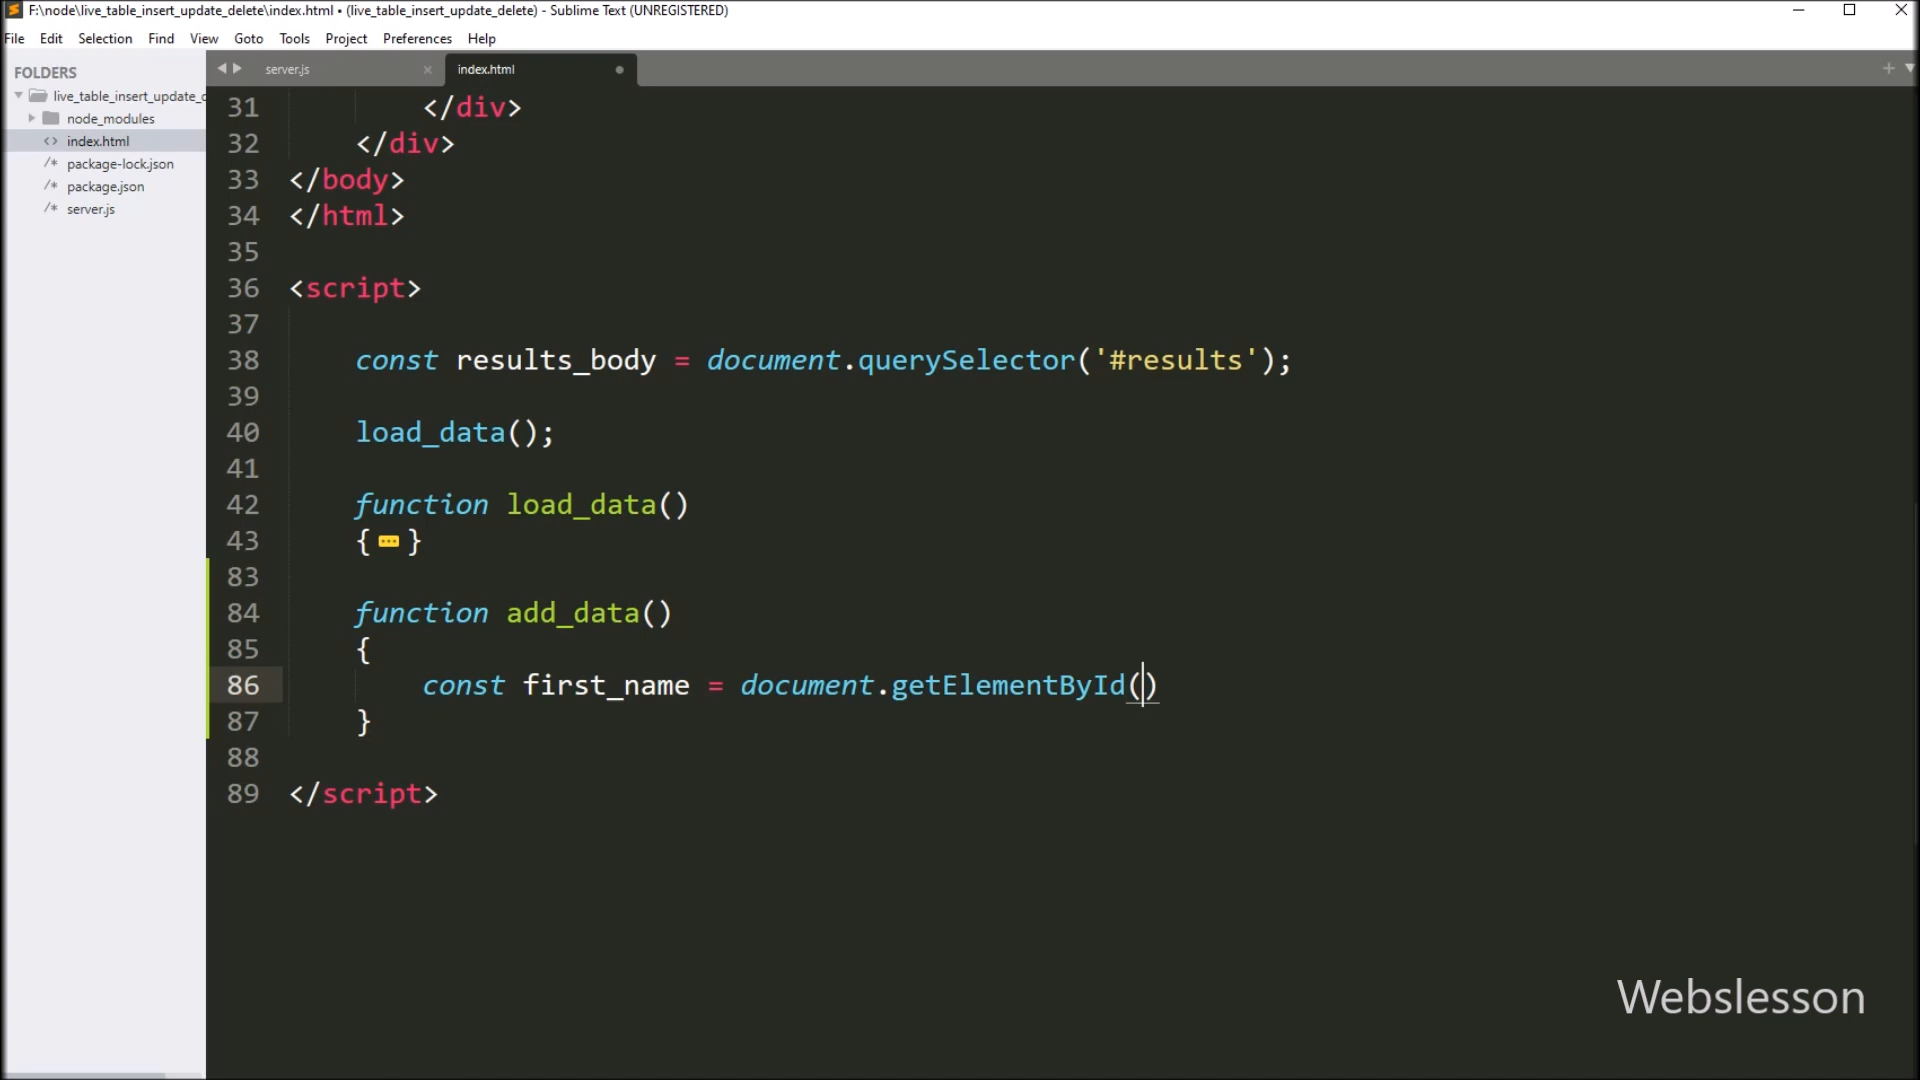 F:\node\live_table_insert_update_delete\index.html • (live_table_insert_update_delete) - Sublime Text (UNREGISTERED)
File Edit Selection Find View Goto Tools Project Preferences Help
FOLDERS
live_table_insert_update_d
node_modules
<> index.html
/* package-lock.json
/* package.json
/* server.js
server.js × index.html
31 </div>
32 </div>
33 </body>
34 </html>
35
36 <script>
37
38 const results_body = document.querySelector('#results');
39
40 load_data();
41
42 function load_data()
43 { ... }
83
84 function add_data()
85 {
86 const first_name = document.getElementById()
87 }
88
89 </script>
Webslesson